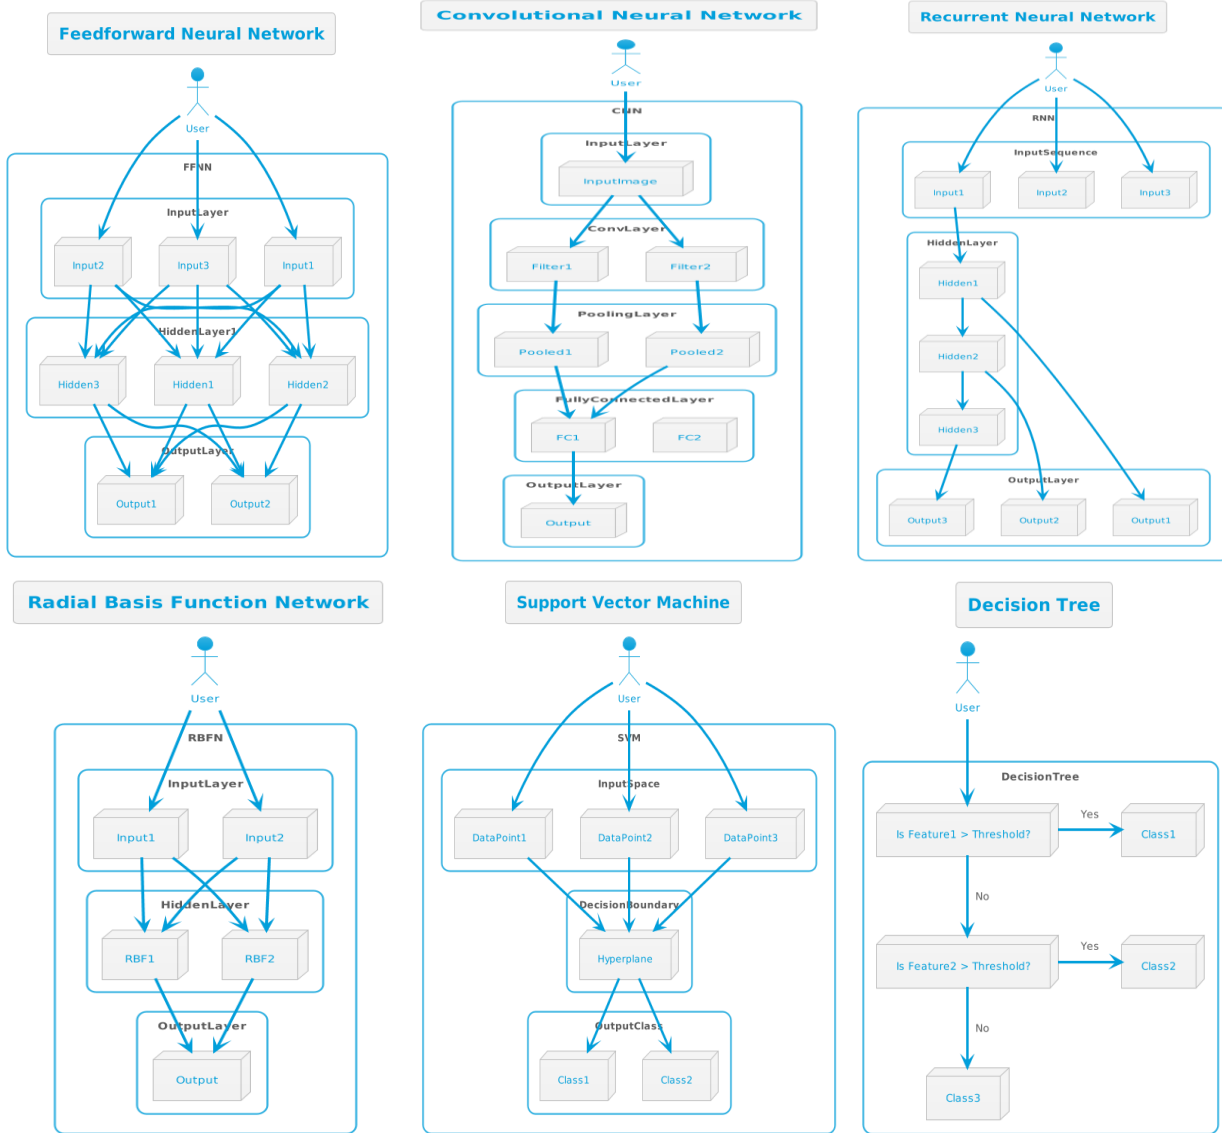 Feedforward Neural Network
User
FFNN
InputLayer
Input2
Input3
Input1
HiddenLayer1
Hidden3
Hidden1
Hidden2
OutputLayer
Output1
Output2
Convolutional Neural Network
User
CNN
InputLayer
InputImage
ConvLayer
Filter1
Filter2
PoolingLayer
Pooled1
Pooled2
FullyConnectedLayer
FC1
FC2
OutputLayer
Output
Recurrent Neural Network
User
RNN
InputSequence
Input1
Input2
Input3
HiddenLayer
Hidden1
Hidden2
Hidden3
OutputLayer
Output3
Output2
Output1
Radial Basis Function Network
User
RBFN
InputLayer
Input1
Input2
HiddenLayer
RBF1
RBF2
OutputLayer
Output
Support Vector Machine
User
SVM
InputSpace
DataPoint1
DataPoint2
DataPoint3
DecisionBoundary
Hyperplane
OutputClass
Class1
Class2
Decision Tree
User
DecisionTree
Is Feature1 > Threshold?
Yes
Class1
No
Is Feature2 > Threshold?
Yes
Class2
No
Class3